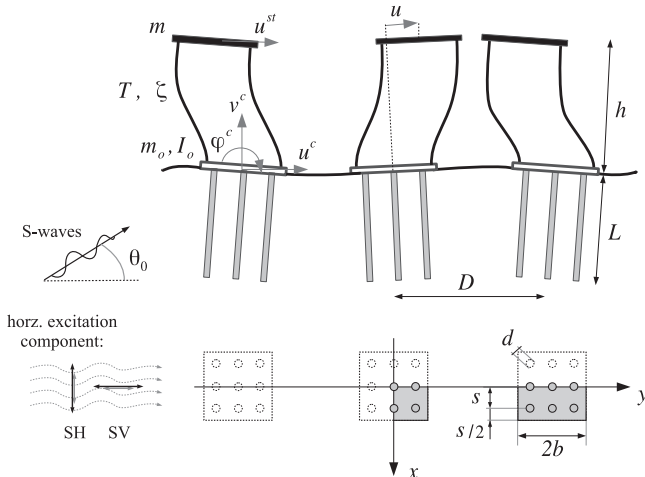 m
u^{st}
u
T, ζ
v^c
h
φ^c
m_o, I_o
u^c
S-waves
θ_0
L
D
horz. excitation
component:
d
s
y
s/2
SH SV
2b
x